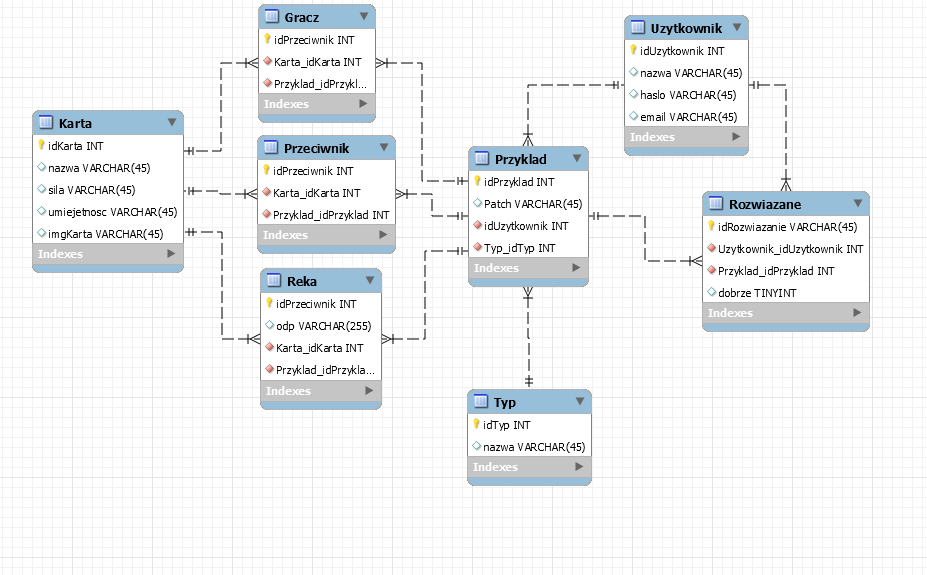 Gracz
idPrzeciwnik INT
Karta_idKarta INT
Przyklad_idPrzykl...
Indexes
Uzytkownik
idUzytkownik INT
nazwa VARCHAR(45)
haslo VARCHAR(45)
email VARCHAR(45)
Indexes
Karta
idKarta INT
nazwa VARCHAR(45)
sila VARCHAR(45)
umiejetnosc VARCHAR(45)
imgKarta VARCHAR(45)
Indexes
Przeciwnik
idPrzeciwnik INT
Karta_idKarta INT
Przyklad_idPrzyklad INT
Indexes
Przyklad
idPrzyklad INT
Patch VARCHAR(45)
idUzytkownik INT
Typ_idTyp INT
Indexes
Rozwiazane
idRozwiazanie VARCHAR(45)
Uzytkownik_idUzytkownik INT
Przyklad_idPrzyklad INT
dobrze TINYINT
Indexes
Reka
idPrzeciwnik INT
odp VARCHAR(255)
Karta_idKarta INT
Przyklad_idPrzykla...
Indexes
Typ
idTyp INT
nazwa VARCHAR(45)
Indexes